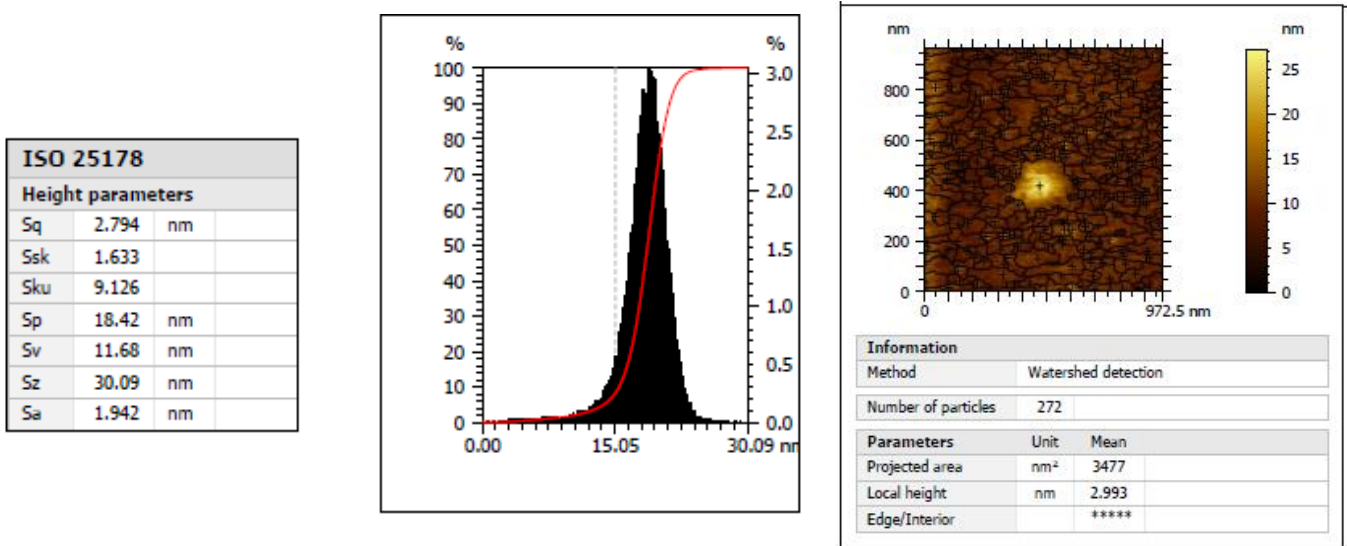 ISO 25178
Height parameters
Sq 2.794 nm
Ssk 1.633
Sku 9.126
Sp 18.42 nm
Sv 11.68 nm
Sz 30.09 nm
Sa 1.942 nm
% %
100
90
80
70
60
50
40
30
20
10
0
3.0
2.5
2.0
1.5
1.0
0.5
0.0
0.00 15.05 30.09 nm
nm nm
800
600
400
200
0
25
20
15
10
5
0
0 972.5 nm
Information
Method Watershed detection
Number of particles 272
Parameters Unit Mean
Projected area nm² 3477
Local height nm 2.993
Edge/Interior *****